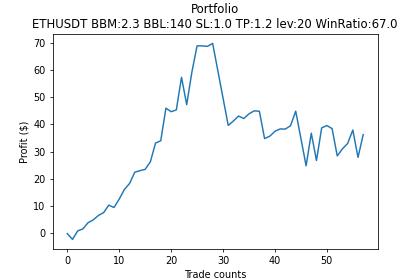 Portfolio
ETHUSDT BBM:2.3 BBL:140 SL:1.0 TP:1.2 lev:20 WinRatio:67.0
70
60
50
40
30
20
10
0
Profit ($)
0 10 20 30 40 50
Trade counts